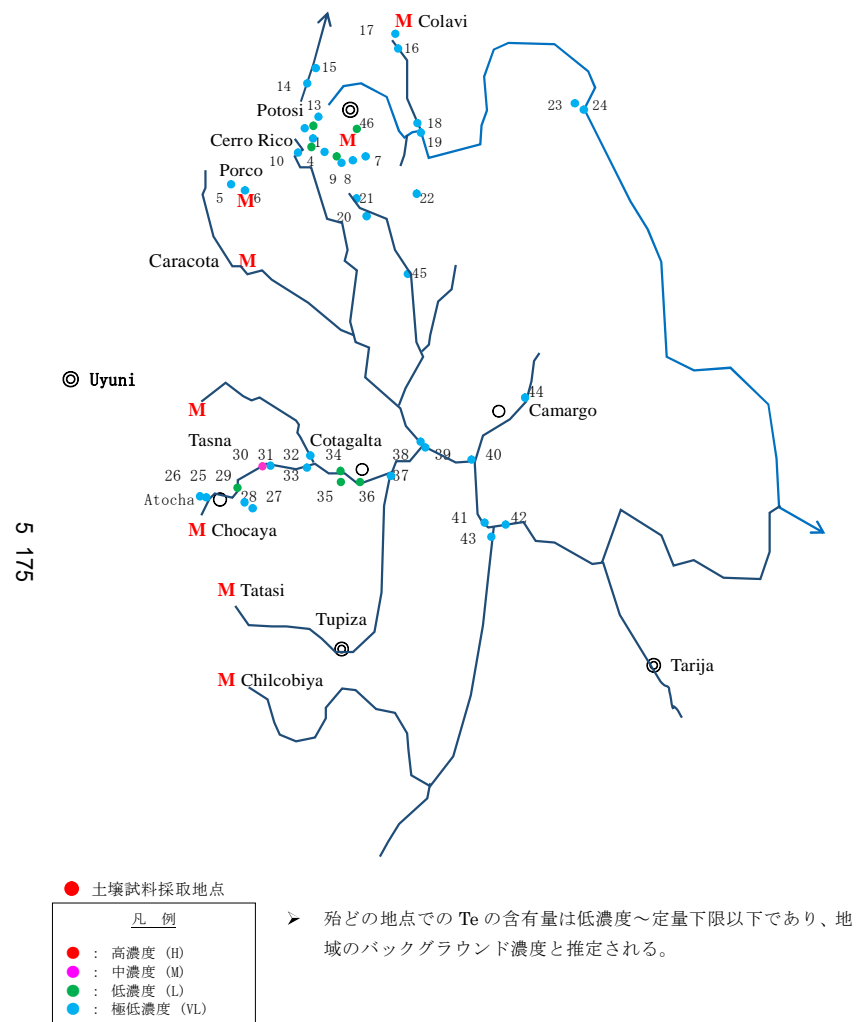 17 M Colavi
16
15
14
Potosi 13
46
18
23 24
Cerro Rico 1 M
19
10 4 7
Porco 9 8
5 6 21 22
M
20
Caracota M
45
◎ Uyuni
M
44
Camargo
Tasna Cotagalta
30 31 32 34 38 40
26 25 29 33 37
Atocha 28 27 35 36
M Chocaya
41 42
43
M Tatasi
Tupiza
Tarija
M Chilcobiya
5 175
土壌試料採取地点
凡 例
: 高濃度 (H)
: 中濃度 (M)
: 低濃度 (L)
: 極低濃度 (VL)
➢ 殆どの地点での Te の含有量は低濃度～定量下限以下であり、地
域のバックグラウンド濃度と推定される。